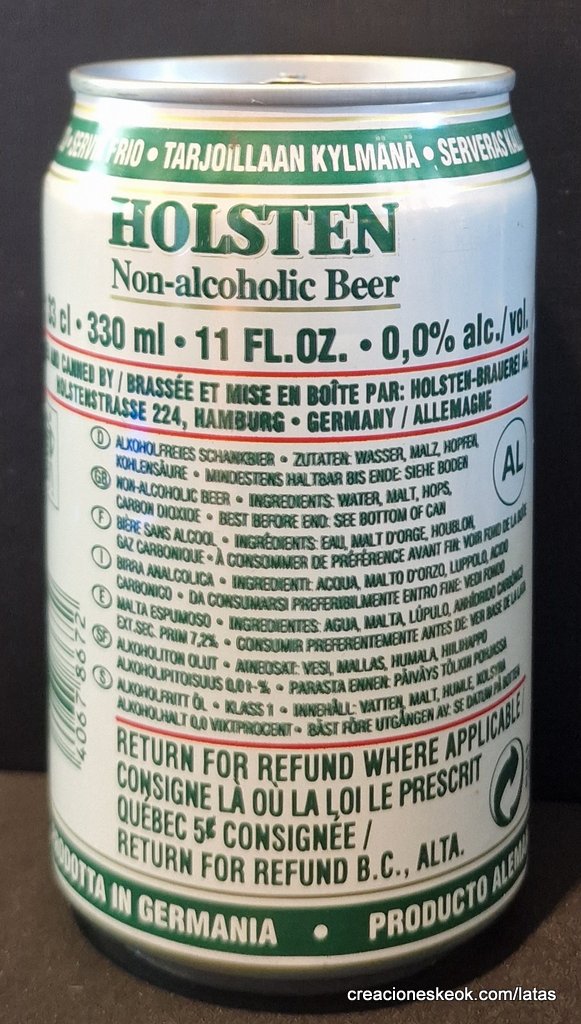 SERV FRIO • TARJOILLAAN KYLMÄNÄ • SERVERAS
HOLSTEN
Non-alcoholic Beer
33 cl • 330 ml • 11 FL.OZ. • 0,0% alc./vol.
AND CANNED BY / BRASSÉE ET MISE EN BOÎTE PAR: HOLSTEN-BRAUEREI AG
HOLSTENSTRASSE 224, HAMBURG • GERMANY / ALLEMAGNE
AL
D ALKOHOLFREIES SCHANKBIER • ZUTATEN: WASSER, MALZ, HOPFEN,
KOHLENSÄURE • MINDESTENS HALTBAR BIS ENDE: SIEHE BODEN
GB NON-ALCOHOLIC BEER • INGREDIENTS: WATER, MALT, HOPS,
CARBON DIOXIDE • BEST BEFORE END: SEE BOTTOM OF CAN
F BIÈRE SANS ALCOOL • INGRÉDIENTS: EAU, MALT D'ORGE, HOUBLON,
GAZ CARBONIQUE • À CONSOMMER DE PRÉFÉRENCE AVANT FIN: VOIR FOND DE LA
I BIRRA ANALCOLICA • INGREDIENTI: ACQUA, MALTO D'ORZO, LUPPOLO, ACIDO
CARBONICO • DA CONSUMARSI PREFERIBILMENTE ENTRO FINE: VEDI FONDO
E MALTA ESPUMOSO • INGREDIENTES: AGUA, MALTA, LÚPULO, ANHÍDRIDO CARBÓNICO
EXT.SEC. PRIM 7,2% • CONSUMIR PREFERENTEMENTE ANTES DE: VER BASE DE LA LATA
SF ALKOHOLITON OLUT • AINEOSAT: VESI, MALLAS, HUMALA, HIILIHAPPO
ALKOHOLIPITOISUUS 0,01-% • PARASTA ENNEN: PÄIVÄYS TÖLKIN POHJASSA
S ALKOHOLFRITT ÖL • KLASS 1 • INNEHÅLL: VATTEN, MALT, HUMLE, KOLSYRA
ALKOHOLHALT 0,0 VIKTPROCENT • BÄST FÖRE UTGÅNGEN AV: SE DATUM PÅ BOTTEN
4067 8672
RETURN FOR REFUND WHERE APPLICABLE /
CONSIGNE LÀ OÙ LA LOI LE PRESCRIT
QUÉBEC 5¢ CONSIGNÉE /
RETURN FOR REFUND B.C., ALTA.
PRODOTTA IN GERMANIA • PRODUCTO
creacioneskeok.com/latas